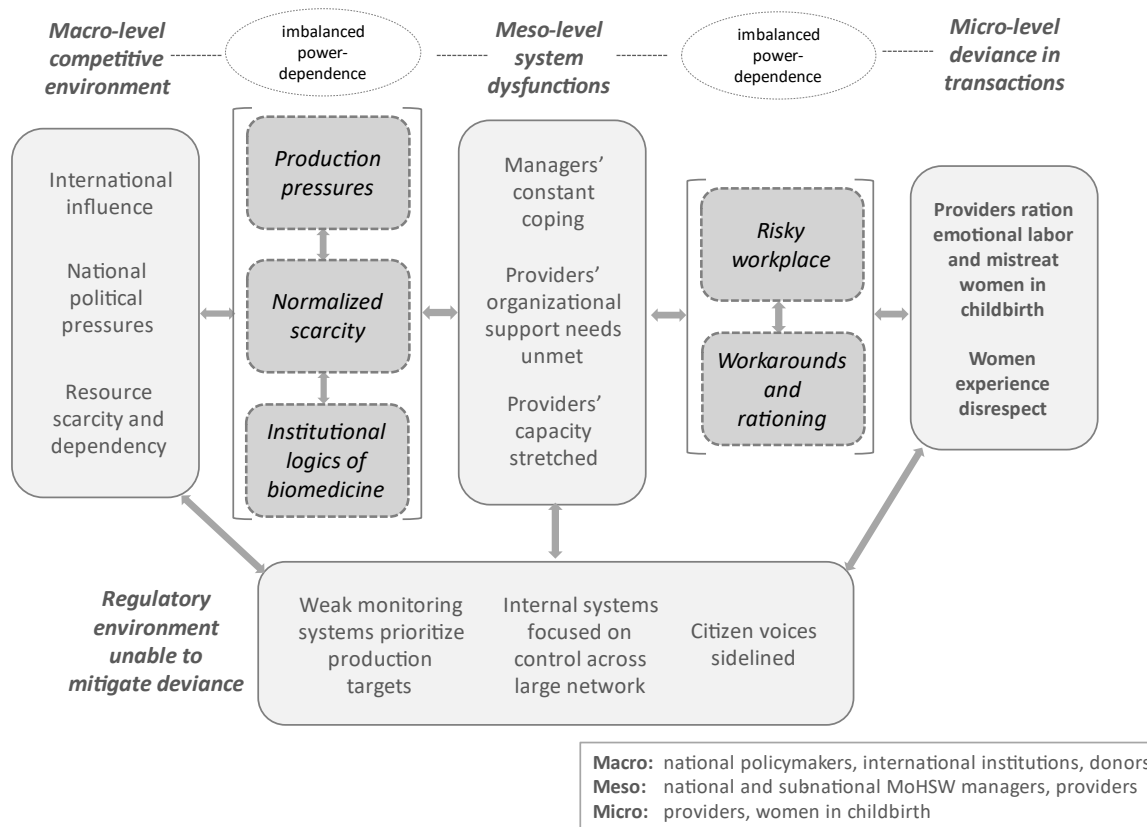 Macro-level
competitive
environment
imbalanced
power-
dependence
Meso-level
system
dysfunctions
imbalanced
power-
dependence
Micro-level
deviance in
transactions
International
influence
National
political
pressures
Resource
scarcity and
dependency
Production
pressures
Normalized
scarcity
Institutional
logics of
biomedicine
Managers’
constant
coping
Providers’
organizational
support needs
unmet
Providers’
capacity
stretched
Risky
workplace
Workarounds
and
rationing
Providers ration
emotional labor
and mistreat
women in
childbirth
Women
experience
disrespect
Regulatory
environment
unable to
mitigate deviance
Weak monitoring
systems prioritize
production
targets
Internal systems
focused on
control across
large network
Citizen voices
sidelined
Macro: national policymakers, international institutions, donors
Meso: national and subnational MoHSW managers, providers
Micro: providers, women in childbirth